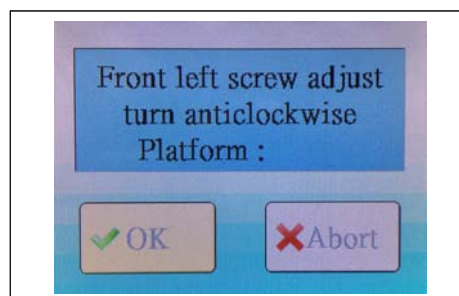 Front left screw adjust
turn anticlockwise
Platform :
OK
Abort